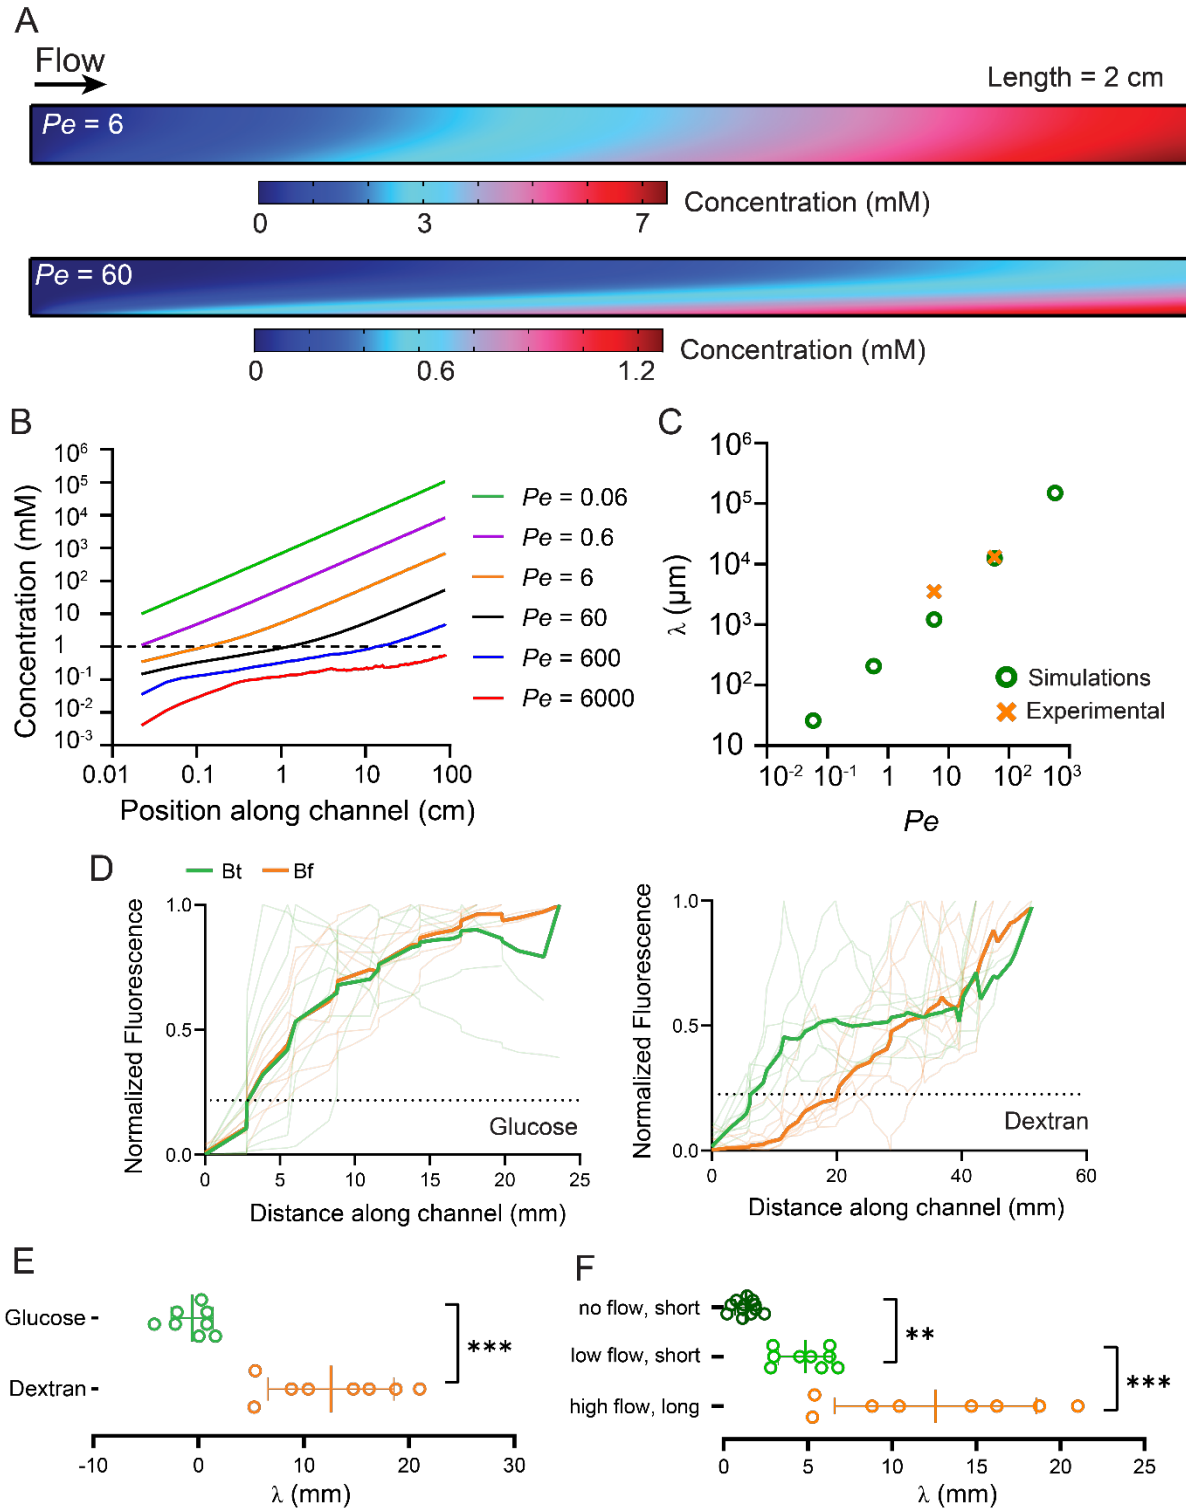 A
Flow
Length = 2 cm
Pe = 6
0 3 7
Concentration (mM)
Pe = 60
0 0.6 1.2
Concentration (mM)
B
Concentration (mM)
10⁶
10⁵
10⁴
10³
10²
10
1
10⁻¹
10⁻²
10⁻³
0.01 0.1 1 10 100
Position along channel (cm)
Pe = 0.06
Pe = 0.6
Pe = 6
Pe = 60
Pe = 600
Pe = 6000
C
λ (μm)
10⁶
10⁵
10⁴
10³
10²
10
Simulations
Experimental
10⁻² 10⁻¹ 1 10 10² 10³
Pe
D
Bt Bf
Normalized Fluorescence
1.0
0.5
0.0
Glucose
0 5 10 15 20 25
Distance along channel (mm)
Normalized Fluorescence
1.0
0.5
0.0
Dextran
0 20 40 60
Distance along channel (mm)
E
Glucose
Dextran
***
-10 0 10 20 30
λ (mm)
F
no flow, short
low flow, short
high flow, long
**
***
0 5 10 15 20 25
λ (mm)